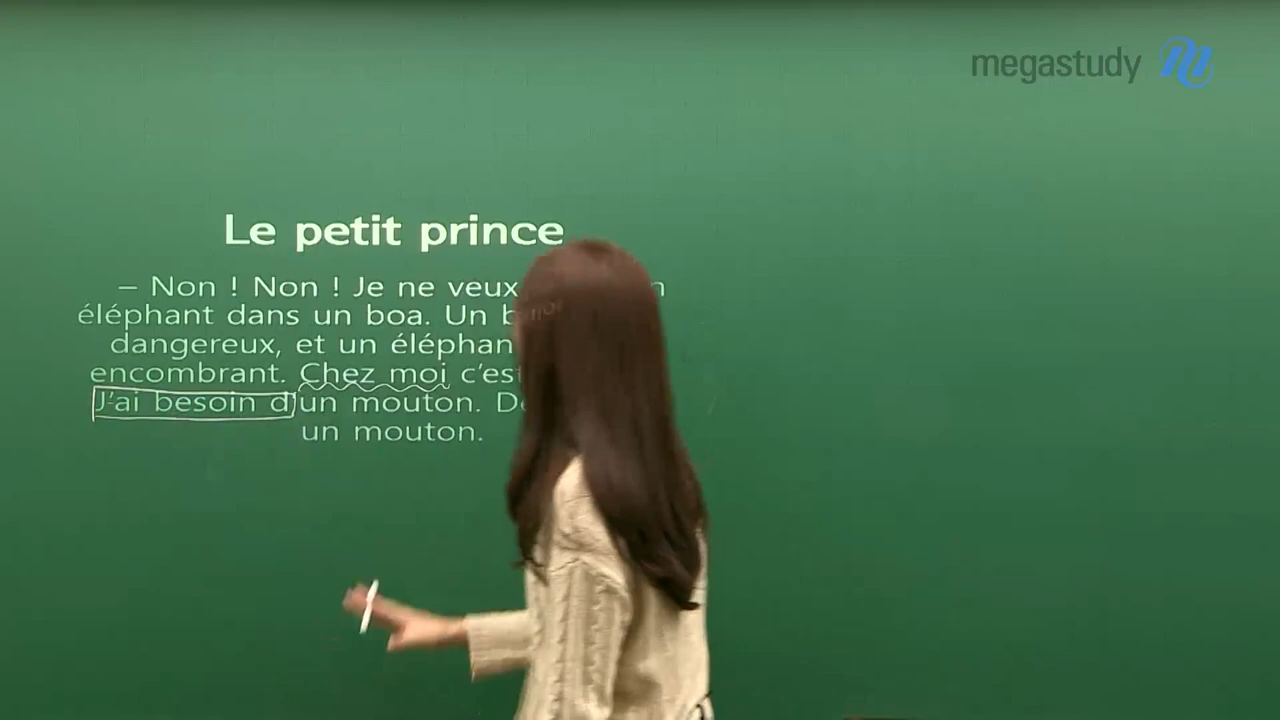 megastudy
Le petit prince
– Non ! Non ! Je ne veux
éléphant dans un boa. Un
dangereux, et un
encombrant. Chez moi c'est
J'ai besoin d'un mouton.
un mouton.